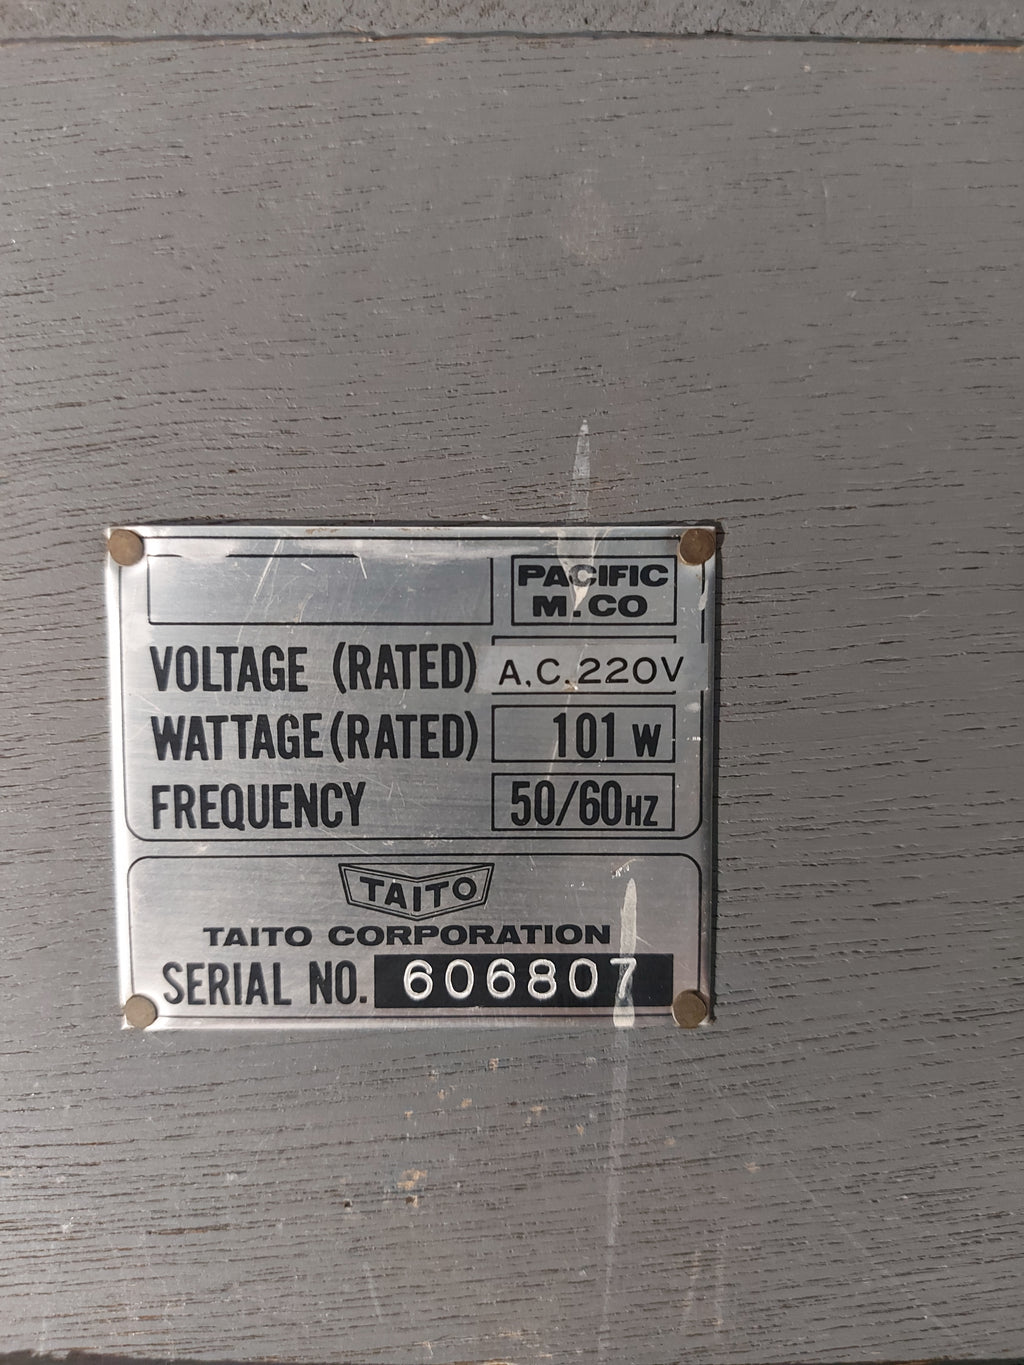 PACIFIC
M.CO
VOLTAGE (RATED) A.C.220V
WATTAGE (RATED) 101 W
FREQUENCY 50/60HZ
TAITO
TAITO CORPORATION
SERIAL NO. 606807